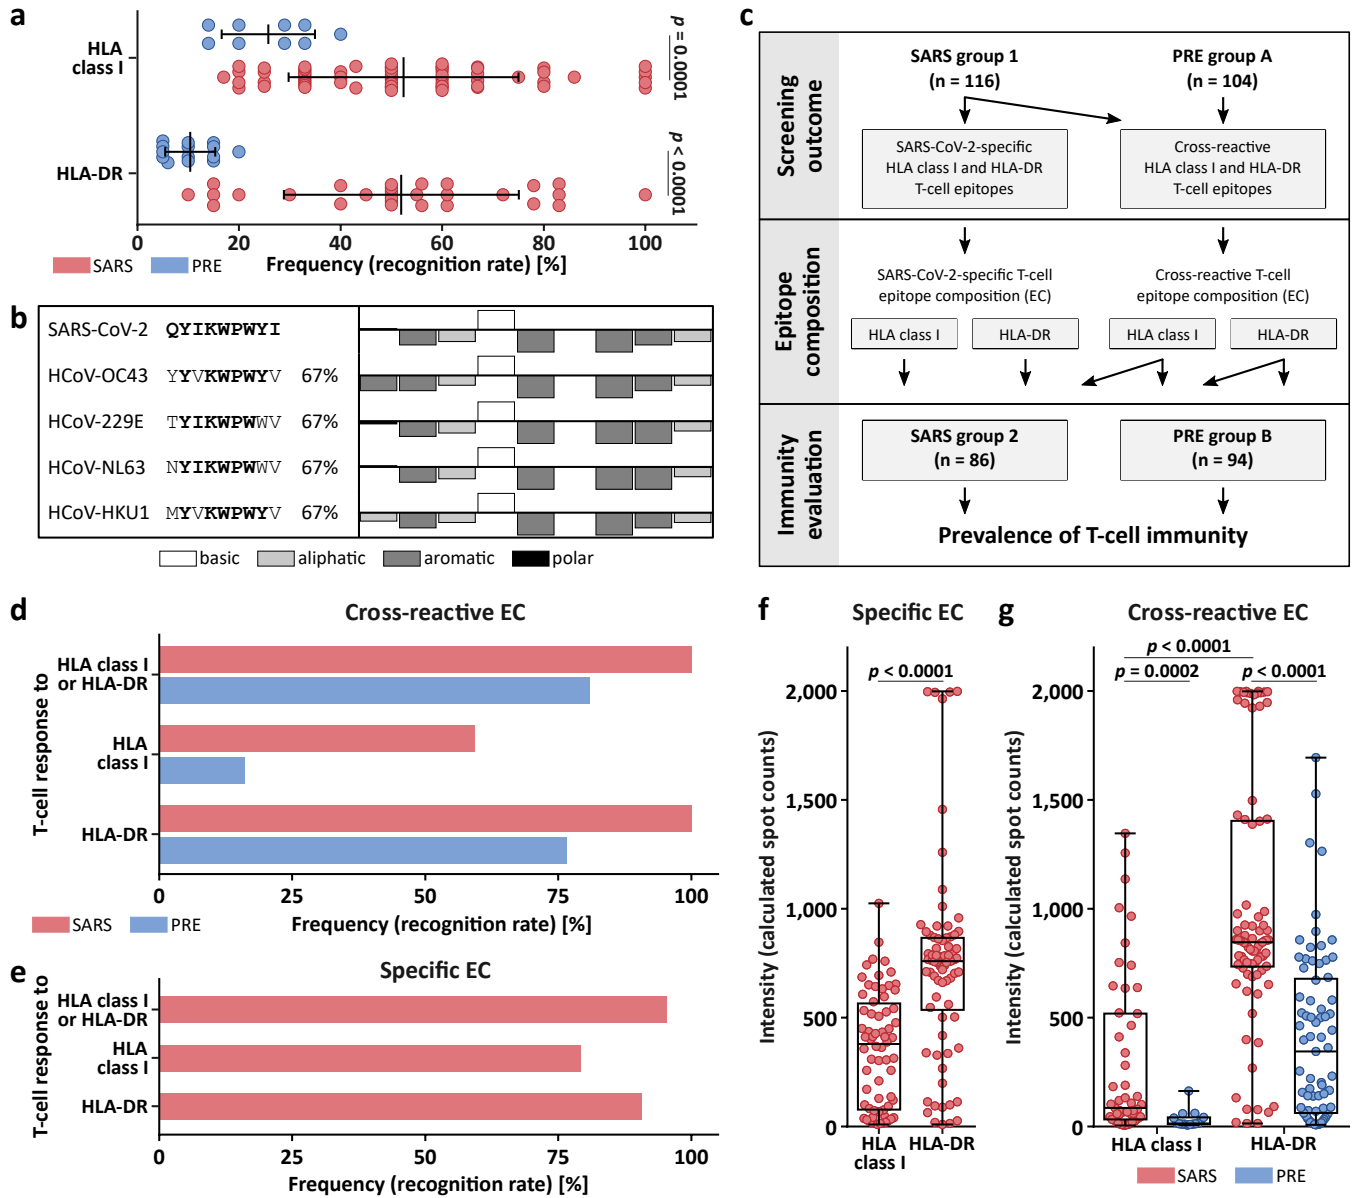 a
HLA
class I
HLA-DR
p = 0.0001
p < 0.0001
0 20 40 60 80 100
SARS PRE
Frequency (recognition rate) [%]
b
SARS-CoV-2 QYIKWPWYI
HCoV-OC43 YYVKWPWYV 67%
HCoV-229E TYIKWPWWV 67%
HCoV-NL63 NYIKWPWWV 67%
HCoV-HKU1 MYVKWPWYV 67%
basic aliphatic aromatic polar
c
Screening
outcome
SARS group 1
(n = 116)
PRE group A
(n = 104)
SARS-CoV-2-specific
HLA class I and HLA-DR
T-cell epitopes
Cross-reactive
HLA class I and HLA-DR
T-cell epitopes
Epitope
composition
SARS-CoV-2-specific T-cell
epitope composition (EC)
Cross-reactive T-cell
epitope composition (EC)
HLA class I HLA-DR HLA class I HLA-DR
Immunity
evaluation
SARS group 2
(n = 86)
PRE group B
(n = 94)
Prevalence of T-cell immunity
d
Cross-reactive EC
T-cell response to
HLA class I
or HLA-DR
HLA
class I
HLA-DR
0 25 50 75 100
SARS PRE
Frequency (recognition rate) [%]
e
Specific EC
T-cell response to
HLA class I
or HLA-DR
HLA
class I
HLA-DR
0 25 50 75 100
Frequency (recognition rate) [%]
f
Specific EC
p < 0.0001
Intensity (calculated spot counts)
2,000
1,500
1,000
500
0
HLA
class I
HLA-DR
g
Cross-reactive EC
p < 0.0001
p = 0.0002 p < 0.0001
Intensity (calculated spot counts)
2,000
1,500
1,000
500
0
HLA class I HLA-DR
SARS PRE